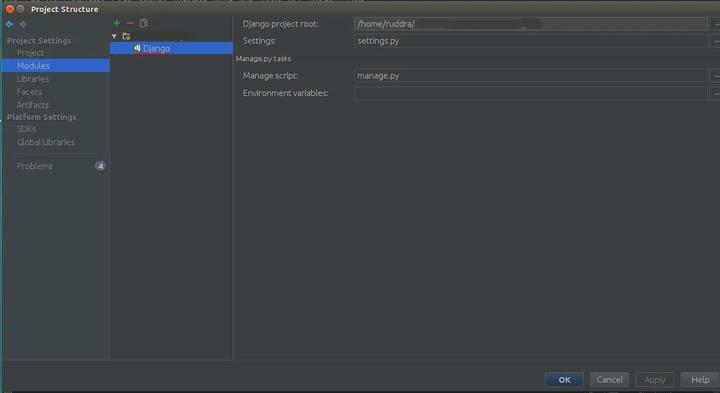 Project Structure
Project Settings
Project
Modules
Libraries
Facets
Artifacts
Platform Settings
SDKs
Global Libraries
Problems 4
Django
Django project root: /home/ruddra/
Settings: settings.py
Manage.py tasks
Manage script: manage.py
Environment variables:
OK Cancel Apply Help